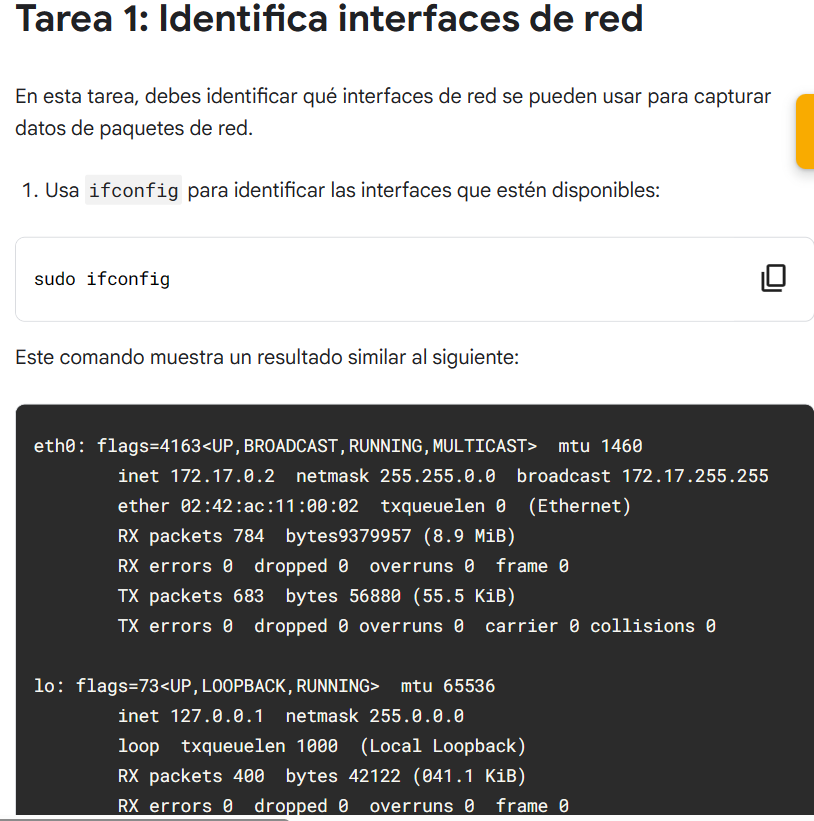 Tarea 1: Identifica interfaces de red
En esta tarea, debes identificar qué interfaces de red se pueden usar para capturar
datos de paquetes de red.
1. Usa ifconfig para identificar las interfaces que estén disponibles:
sudo ifconfig
Este comando muestra un resultado similar al siguiente:
eth0: flags=4163<UP,BROADCAST,RUNNING,MULTICAST>  mtu 1460
        inet 172.17.0.2  netmask 255.255.0.0  broadcast 172.17.255.255
        ether 02:42:ac:11:00:02  txqueuelen 0  (Ethernet)
        RX packets 784  bytes9379957 (8.9 MiB)
        RX errors 0  dropped 0  overruns 0  frame 0
        TX packets 683  bytes 56880 (55.5 KiB)
        TX errors 0  dropped 0 overruns 0  carrier 0 collisions 0
lo: flags=73<UP,LOOPBACK,RUNNING>  mtu 65536
        inet 127.0.0.1  netmask 255.0.0.0
        loop  txqueuelen 1000  (Local Loopback)
        RX packets 400  bytes 42122 (041.1 KiB)
        RX errors 0  dropped 0  overruns 0  frame 0